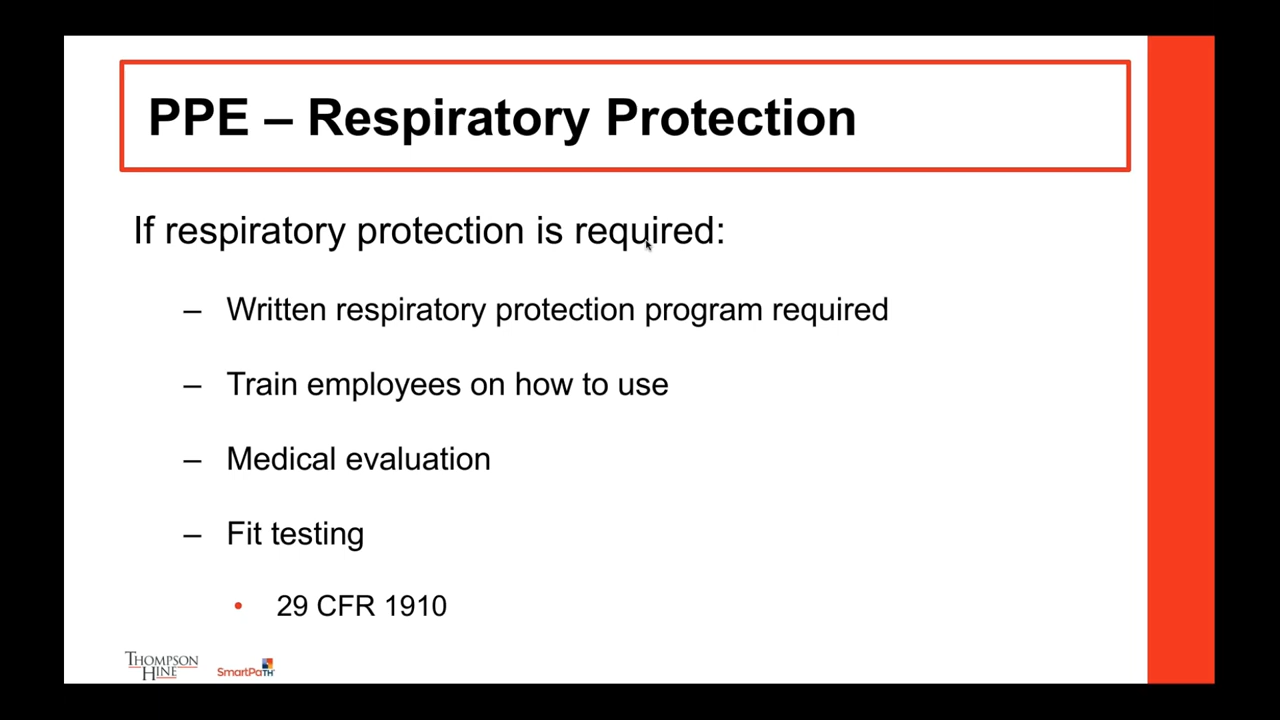 PPE – Respiratory Protection
If respiratory protection is required:
– Written respiratory protection program required
– Train employees on how to use
– Medical evaluation
– Fit testing
• 29 CFR 1910
THOMPSON
HINE
SmartPaTH